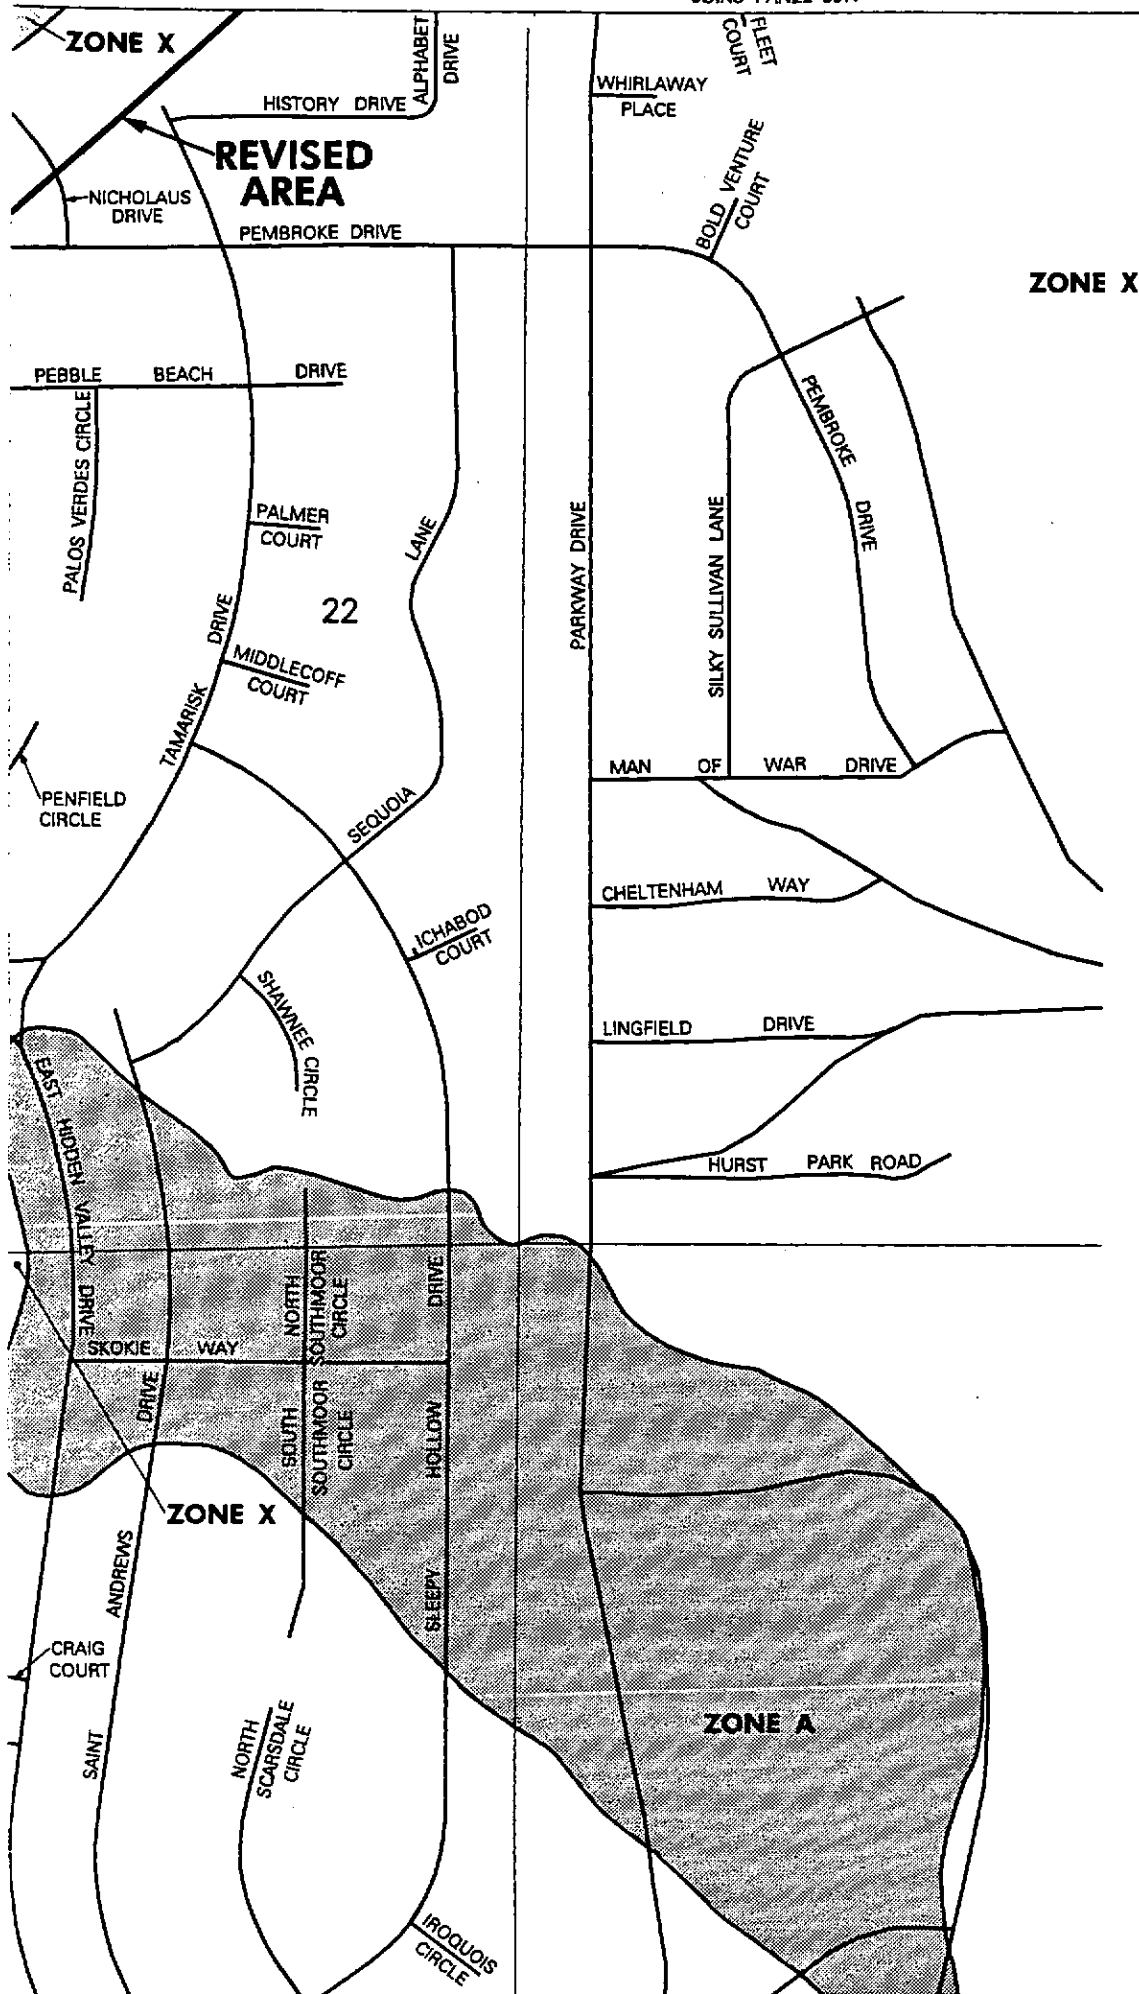 ZONE X
ALPHABET
DRIVE
FLEET
COURT
WHIRLAWAY
PLACE
HISTORY DRIVE
REVISED
AREA
BOLD VENTURE
COURT
NICHOLAUS
DRIVE
PEMBROKE DRIVE
ZONE X
PEBBLE BEACH DRIVE
PALOS VERDES CIRCLE
PEMBROKE DRIVE
PALMER
COURT
LANE
PARKWAY DRIVE
SILKY SULLIVAN LANE
22
DRIVE
MIDDLECOFF
COURT
TAMARISK
MAN OF WAR DRIVE
PENFIELD
CIRCLE
SEQUOIA
CHELTENHAM WAY
ICHABOD
COURT
SHAWNEE CIRCLE
LINGFIELD DRIVE
EAST HIDDEN VALLEY DRIVE
HURST PARK ROAD
NORTH
SOUTHMOOR
CIRCLE
DRIVE
SKOKIE WAY
DRIVE
SOUTH
SOUTHMOOR
CIRCLE
HOLLOW
ZONE X
ANDREWS
SLEEPY
CRAIG
COURT
SAINT
NORTH
SCARSDALE
CIRCLE
ZONE A
IROQUOIS
CIRCLE